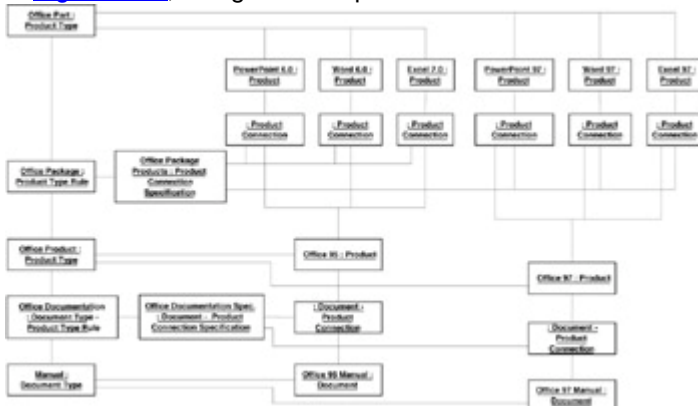 Office Part :
Product Type
PowerPoint 6.0 :
Product
Word 6.0 :
Product
Excel 7.0 :
Product
PowerPoint 97 :
Product
Word 97 :
Product
Excel 97 :
Product
: Product
Connection
: Product
Connection
: Product
Connection
: Product
Connection
: Product
Connection
: Product
Connection
Office Package :
Product Type Rule
Office Package
Products : Product
Connection
Specification
Office Product :
Product Type
Office 95 : Product
Office 97 : Product
Office Documentation
: Document Type -
Product Type Rule
Office Documentation Spec.
: Document - Product
Connection Specification
: Document -
Product
Connection
: Document -
Product
Connection
Manual :
Document Type
Office 95 Manual :
Document
Office 97 Manual :
Document